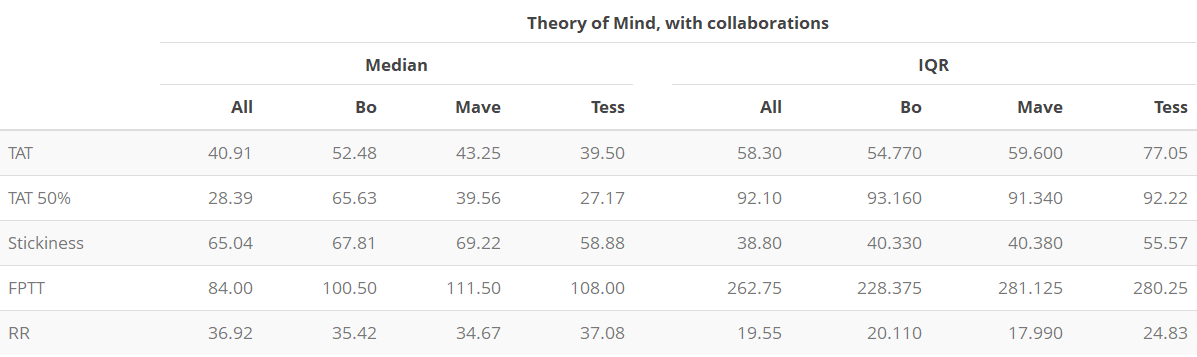 Theory of Mind, with collaborations
Median IQR
All Bo Mave Tess All Bo Mave Tess
TAT 40.91 52.48 43.25 39.50 58.30 54.770 59.600 77.05
TAT 50% 28.39 65.63 39.56 27.17 92.10 93.160 91.340 92.22
Stickiness 65.04 67.81 69.22 58.88 38.80 40.330 40.380 55.57
FPTT 84.00 100.50 111.50 108.00 262.75 228.375 281.125 280.25
RR 36.92 35.42 34.67 37.08 19.55 20.110 17.990 24.83